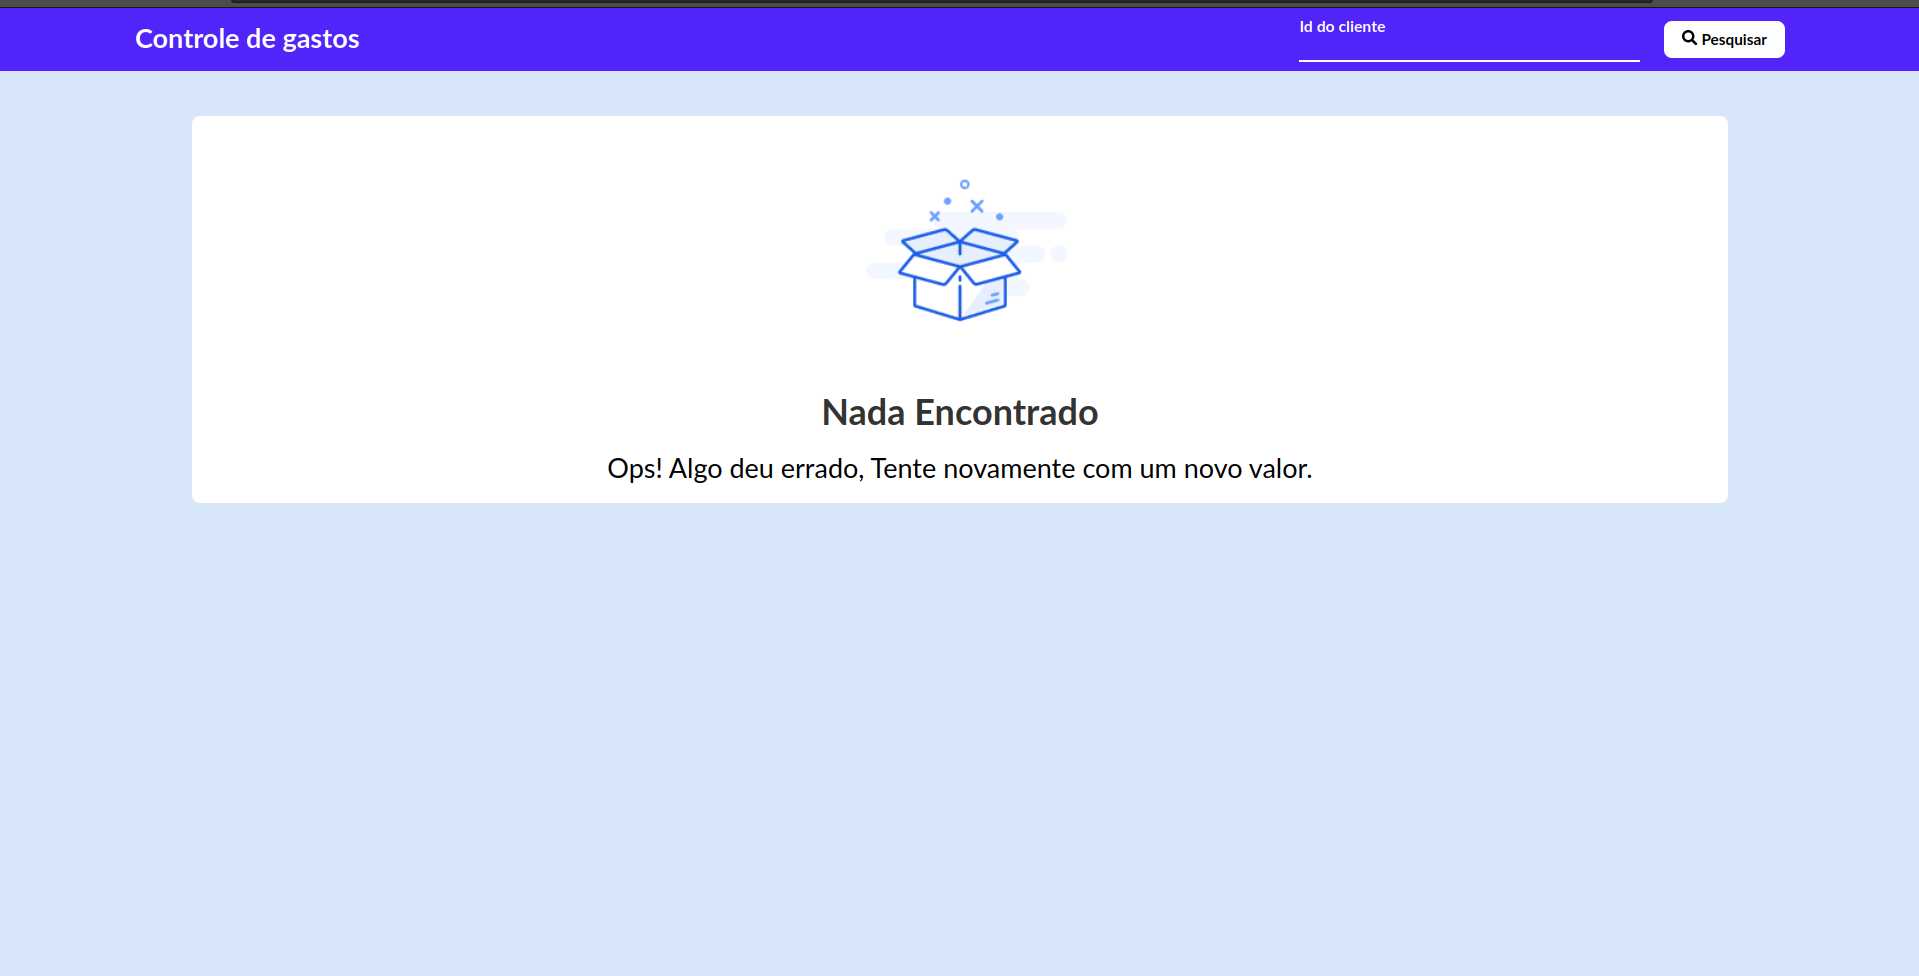 Controle de gastos
Id do cliente
Pesquisar
Nada Encontrado
Ops! Algo deu errado, Tente novamente com um novo valor.